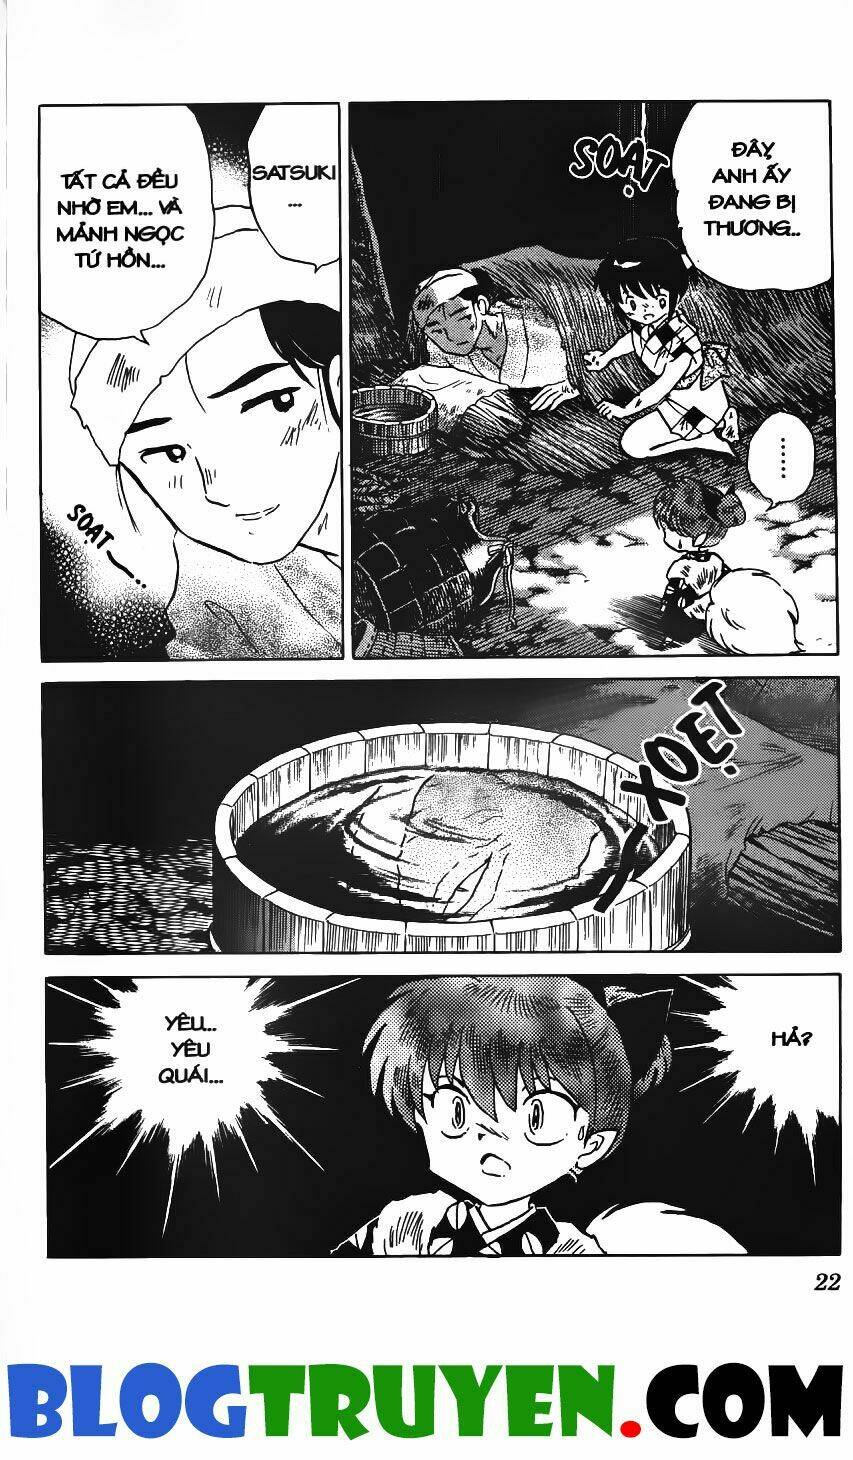 ĐÂY,
ANH ẤY
ĐANG BỊ
THƯƠNG...
SOẠT
........
SATSUKI
...
TẤT CẢ ĐỀU
NHỜ EM... VÀ
MẢNH NGỌC
TỨ HỒN...
SOẠT
XOẸT
HẢ?
YÊU...
YÊU
QUÁI...
22
BLOGTRUYEN.COM